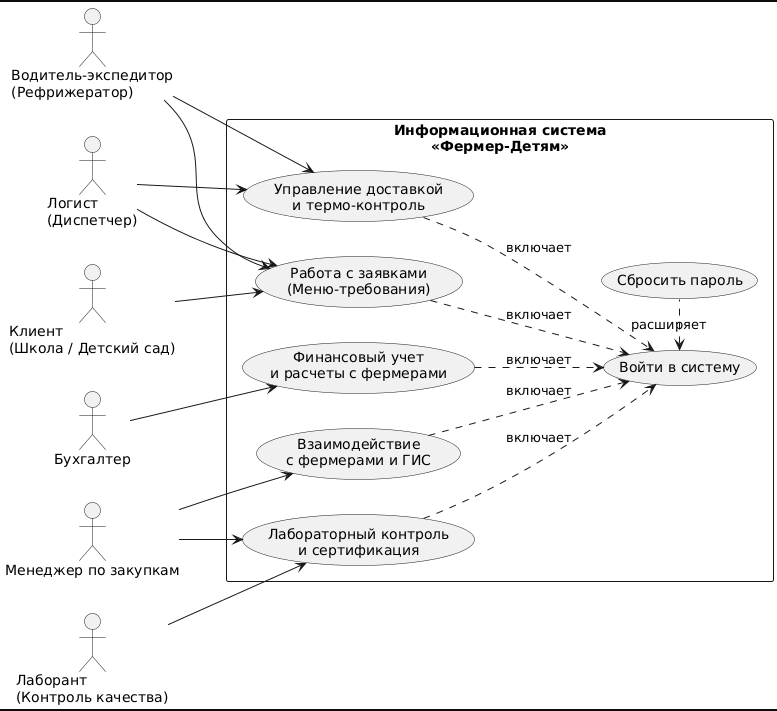 Водитель-экспедитор
(Рефрижератор)
Информационная система
«Фермер-Детям»
Логист
(Диспетчер)
Управление доставкой
и термо-контроль
включает
Клиент
(Школа / Детский сад)
Работа с заявками
(Меню-требования)
включает
Сбросить пароль
расширяет
Финансовый учет
и расчеты с фермерами
включает
Войти в систему
Бухгалтер
Взаимодействие
с фермерами и ГИС
включает
Менеджер по закупкам
Лабораторный контроль
и сертификация
включает
Лаборант
(Контроль качества)